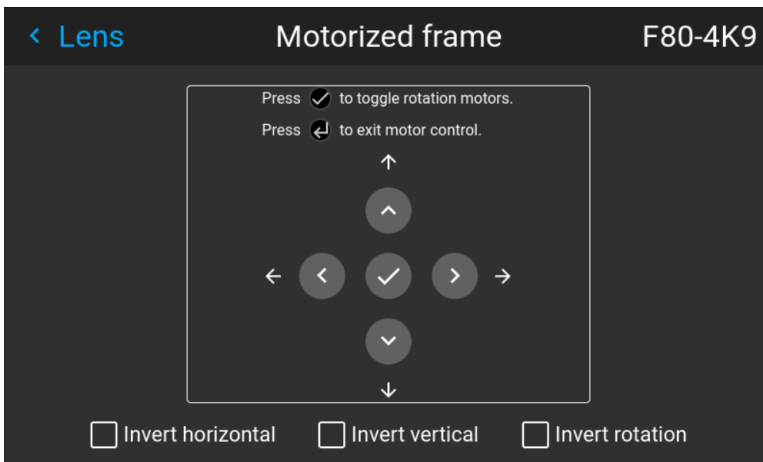 Lens
Motorized frame
F80-4K9
Press to toggle rotation motors.
Press to exit motor control.
Invert horizontal
Invert vertical
Invert rotation